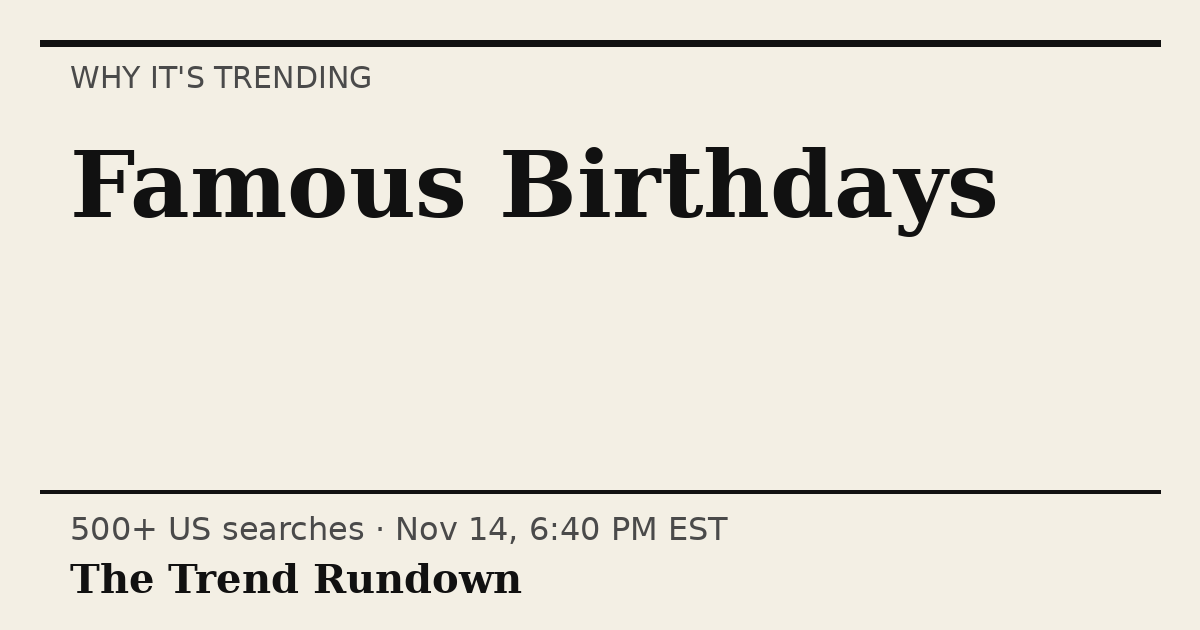 WHY IT'S TRENDING
Famous Birthdays
500+ US searches · Nov 14, 6:40 PM EST
The Trend Rundown